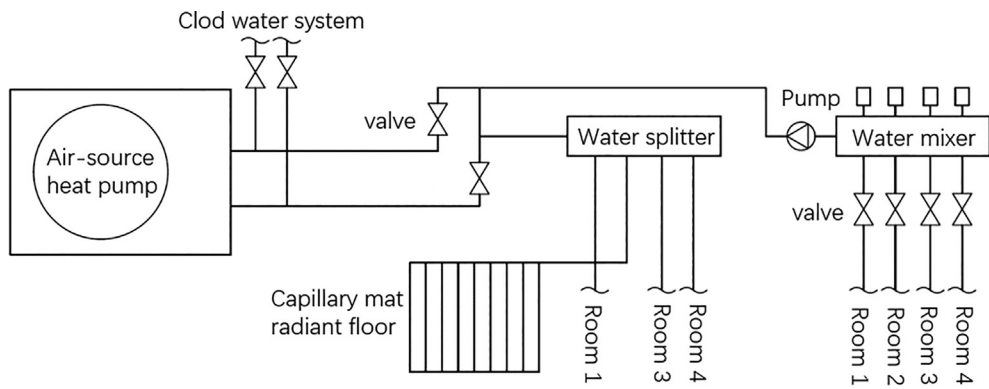 Clod water system
Air-source
heat pump
valve
Water splitter
Pump
Water mixer
valve
Capillary mat
radiant floor
Room 1
Room 3
Room 4
Room 1
Room 2
Room 3
Room 4